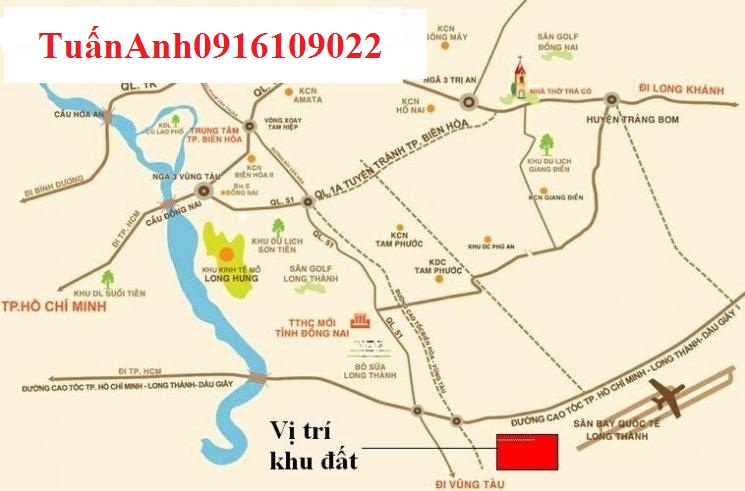 TuấnAnh0916109022
KCN
SÔNG MÂY
SÂN GOLF
ĐỒNG NAI
QL. 1K
NGÃ 3 TRỊ AN
NHÀ THỜ TRÀ CỔ
ĐI LONG KHÁNH
KCN
AMATA
KCN
HỐ NAI
HUYỆN TRẢNG BOM
CẦU HÓA AN
KDL
CÙ LAO PHỐ
TRUNG TÂM
TP. BIÊN HÒA
VÒNG XOAY
TAM HIỆP
QL. 1A TUYẾN TRÁNH TP. BIÊN HÒA
KHU DU LỊCH
GIANG ĐIỀN
NGÃ 3 VŨNG TÀU
KCN
BIÊN HÒA II
Bic C
ĐỒNG NAI
KCN GIANG ĐIỀN
ĐI BÌNH DƯƠNG
CẦU ĐỒNG NAI
QL. 51
ĐI TP. HCM
KHU DU LỊCH
SƠN TIÊN
QL. 51
KCN
TAM PHƯỚC
KHU DC PHÚ AN
KHU KINH TẾ MỞ
LONG HƯNG
SÂN GOLF
LONG THÀNH
KDC
TAM PHƯỚC
KHU DL SUỐI TIÊN
TP.HỒ CHÍ MINH
TTHC MỚI
TỈNH ĐỒNG NAI
QL. 51
ĐƯỜNG CAO TỐC BIÊN HÒA - VŨNG TÀU
BÒ SỮA
LONG THÀNH
ĐI TP. HCM
ĐƯỜNG CAO TỐC TP. HỒ CHÍ MINH - LONG THÀNH- DẦU GIÂY
ĐƯỜNG CAO TỐC TP. HỒ CHÍ MINH - LONG THÀNH- DẦU GIÂY
SÂN BAY QUỐC TẾ
LONG THÀNH
Vị trí
khu đất
ĐI VŨNG TÀU